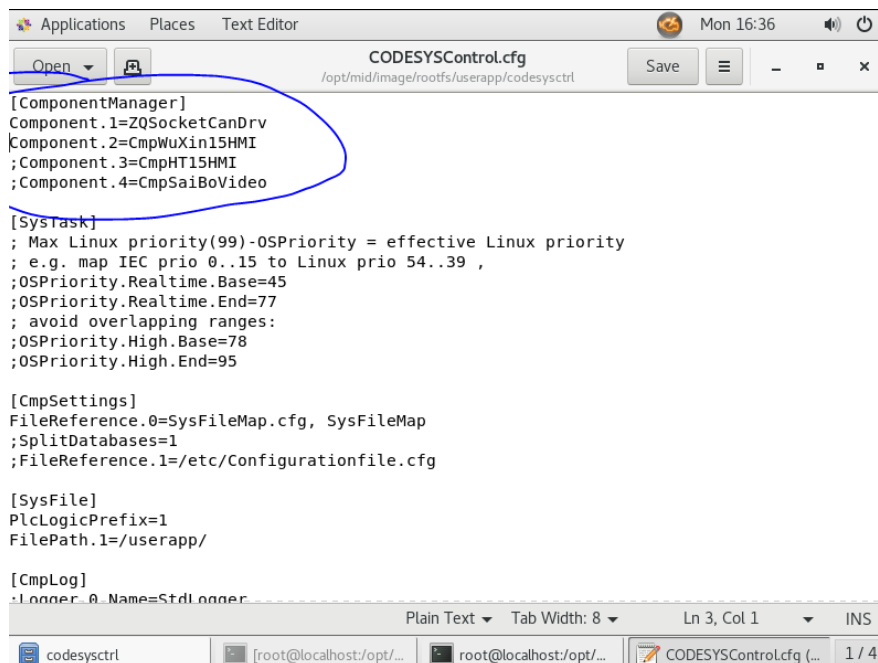 Applications Places Text Editor Mon 16:36
Open CODESYSControl.cfg Save
/opt/mid/image/rootfs/userapp/codesysctrl
[ComponentManager]
Component.1=ZQSocketCanDrv
Component.2=CmpWuXin15HMI
;Component.3=CmpHT15HMI
;Component.4=CmpSaiBoVideo
[SysTask]
; Max Linux priority(99)-OSPriority = effective Linux priority
; e.g. map IEC prio 0..15 to Linux prio 54..39 ,
;OSPriority.Realtime.Base=45
;OSPriority.Realtime.End=77
; avoid overlapping ranges:
;OSPriority.High.Base=78
;OSPriority.High.End=95
[CmpSettings]
FileReference.0=SysFileMap.cfg, SysFileMap
;SplitDatabases=1
;FileReference.1=/etc/Configurationfile.cfg
[SysFile]
PlcLogicPrefix=1
FilePath.1=/userapp/
[CmpLog]
;Logger.0.Name=StdLogger
Plain Text Tab Width: 8 Ln 3, Col 1 INS
codesysctrl [root@localhost:/opt/... root@localhost:/opt/... CODESYSControl.cfg (... 1 / 4